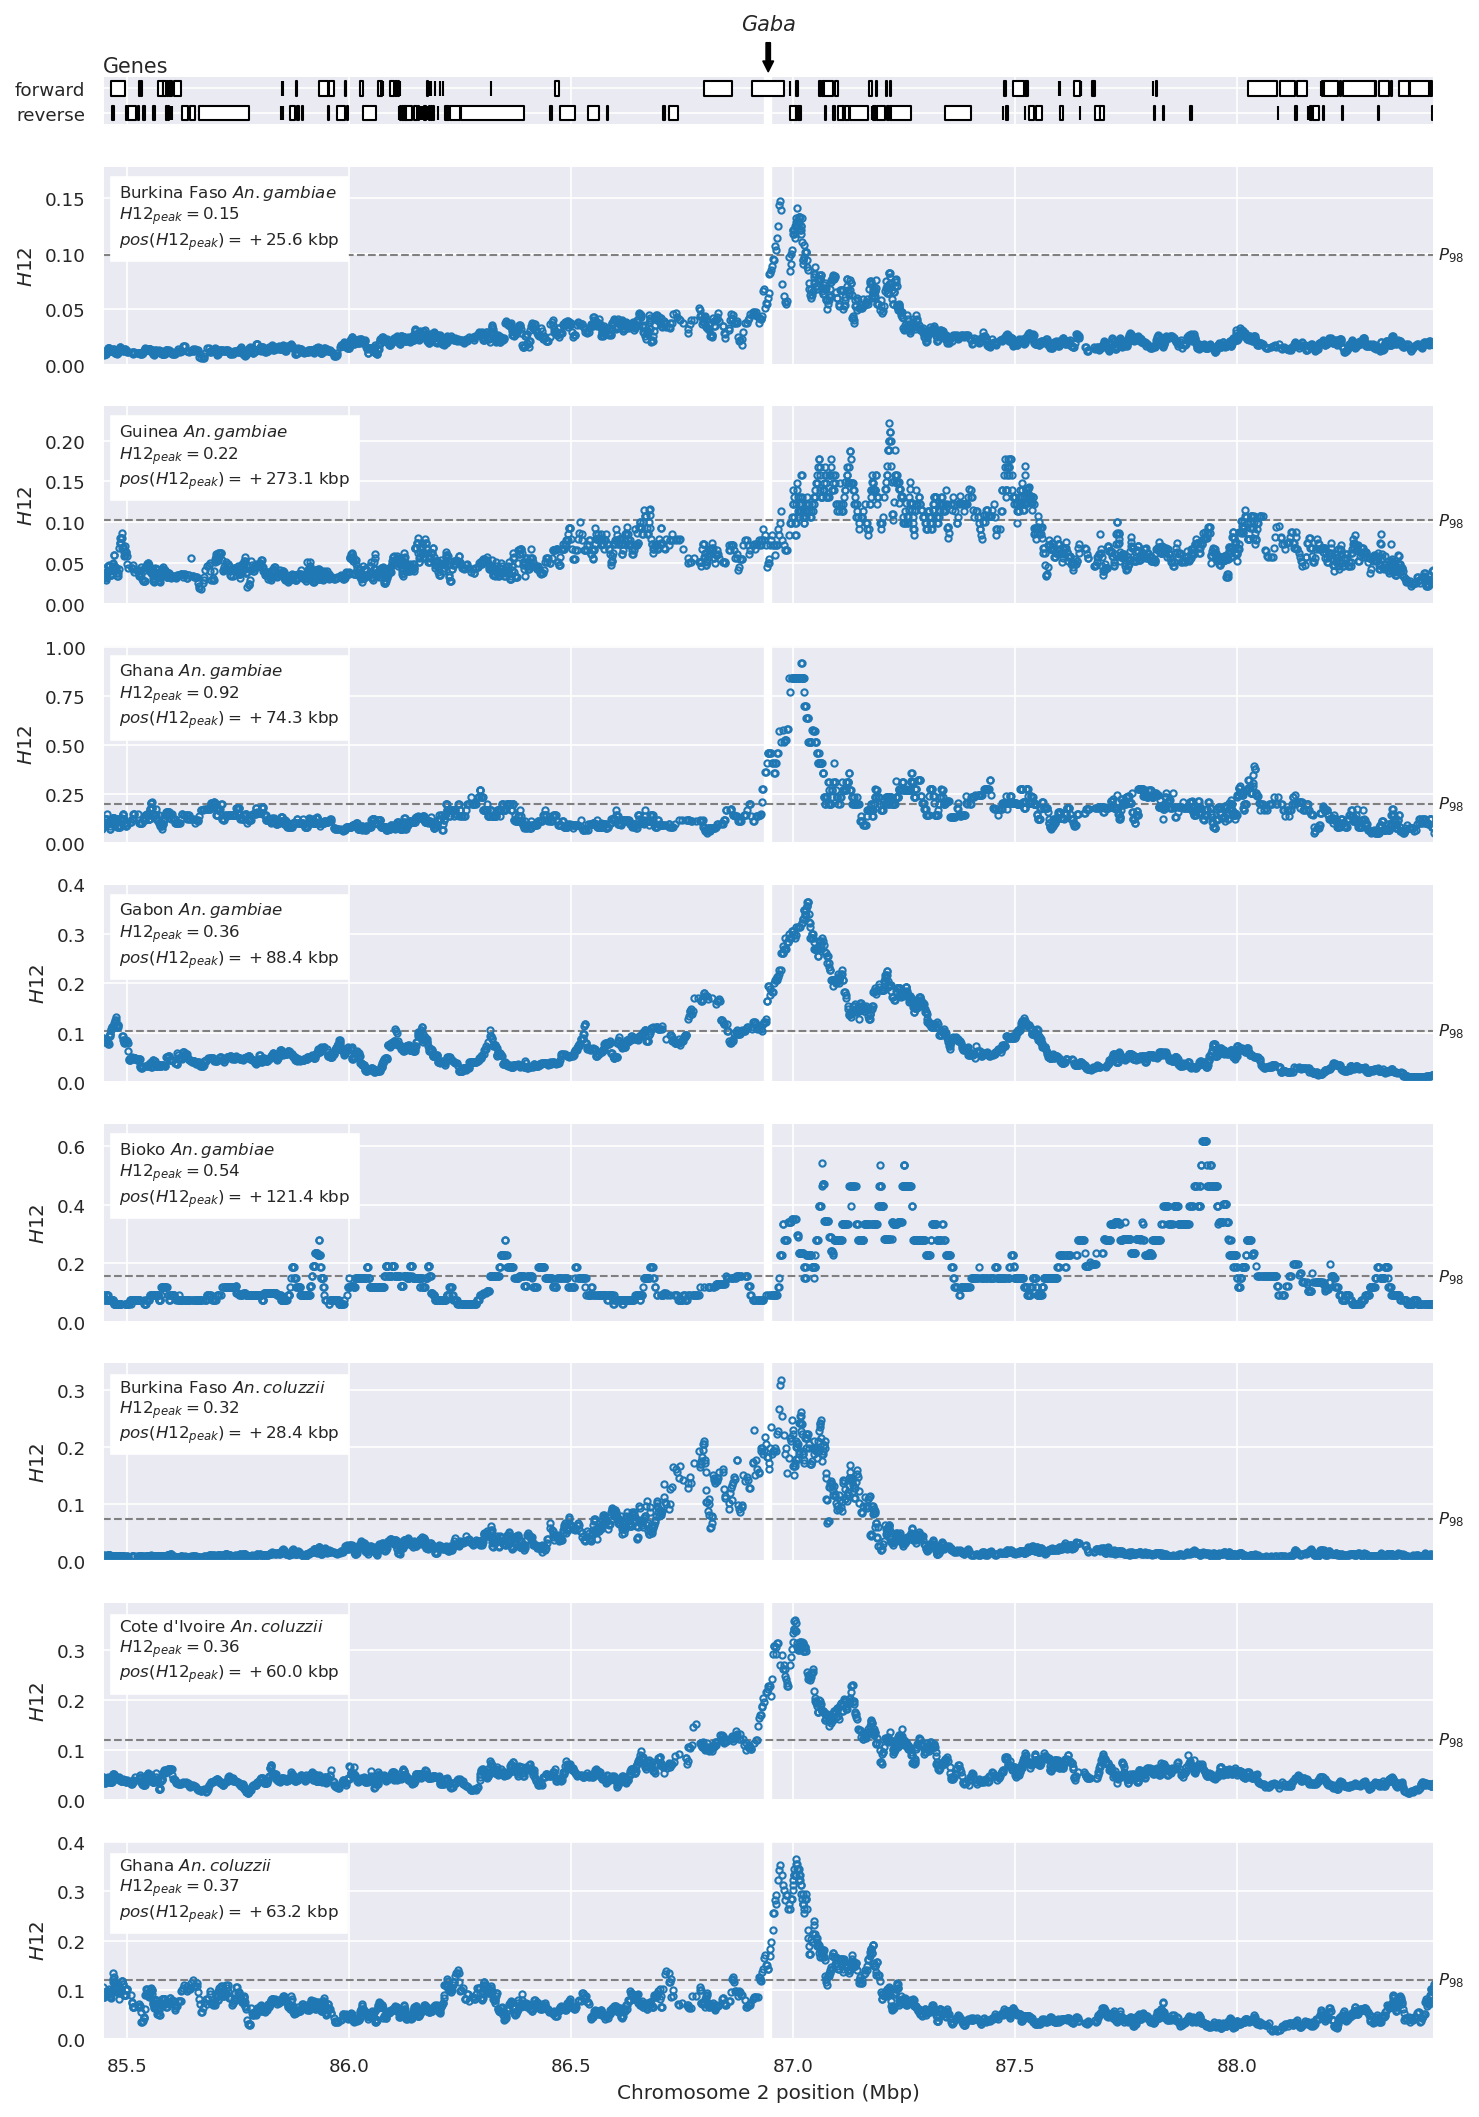 Gaba
Genes
forward
reverse
Burkina Faso An. gambiae
H12peak = 0.15
pos(H12peak) = +25.6 kbp
0.15
0.10
0.05
0.00
H12
P98
Guinea An. gambiae
H12peak = 0.22
pos(H12peak) = +273.1 kbp
0.20
0.15
0.10
0.05
0.00
H12
P98
Ghana An. gambiae
H12peak = 0.92
pos(H12peak) = +74.3 kbp
1.00
0.75
0.50
0.25
0.00
H12
P98
Gabon An. gambiae
H12peak = 0.36
pos(H12peak) = +88.4 kbp
0.4
0.3
0.2
0.1
0.0
H12
P98
Bioko An. gambiae
H12peak = 0.54
pos(H12peak) = +121.4 kbp
0.6
0.4
0.2
0.0
H12
P98
Burkina Faso An. coluzzii
H12peak = 0.32
pos(H12peak) = +28.4 kbp
0.3
0.2
0.1
0.0
H12
P98
Cote d'Ivoire An. coluzzii
H12peak = 0.36
pos(H12peak) = +60.0 kbp
0.3
0.2
0.1
0.0
H12
P98
Ghana An. coluzzii
H12peak = 0.37
pos(H12peak) = +63.2 kbp
0.4
0.3
0.2
0.1
0.0
H12
P98
85.5 86.0 86.5 87.0 87.5 88.0
Chromosome 2 position (Mbp)